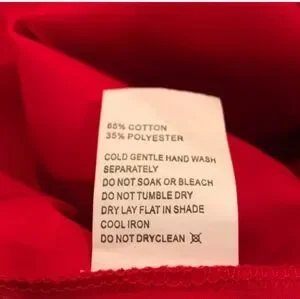 65% COTTON
35% POLYESTER
COLD GENTLE HAND WASH
SEPARATELY
DO NOT SOAK OR BLEACH
DO NOT TUMBLE DRY
DRY LAY FLAT IN SHADE
COOL IRON
DO NOT DRYCLEAN